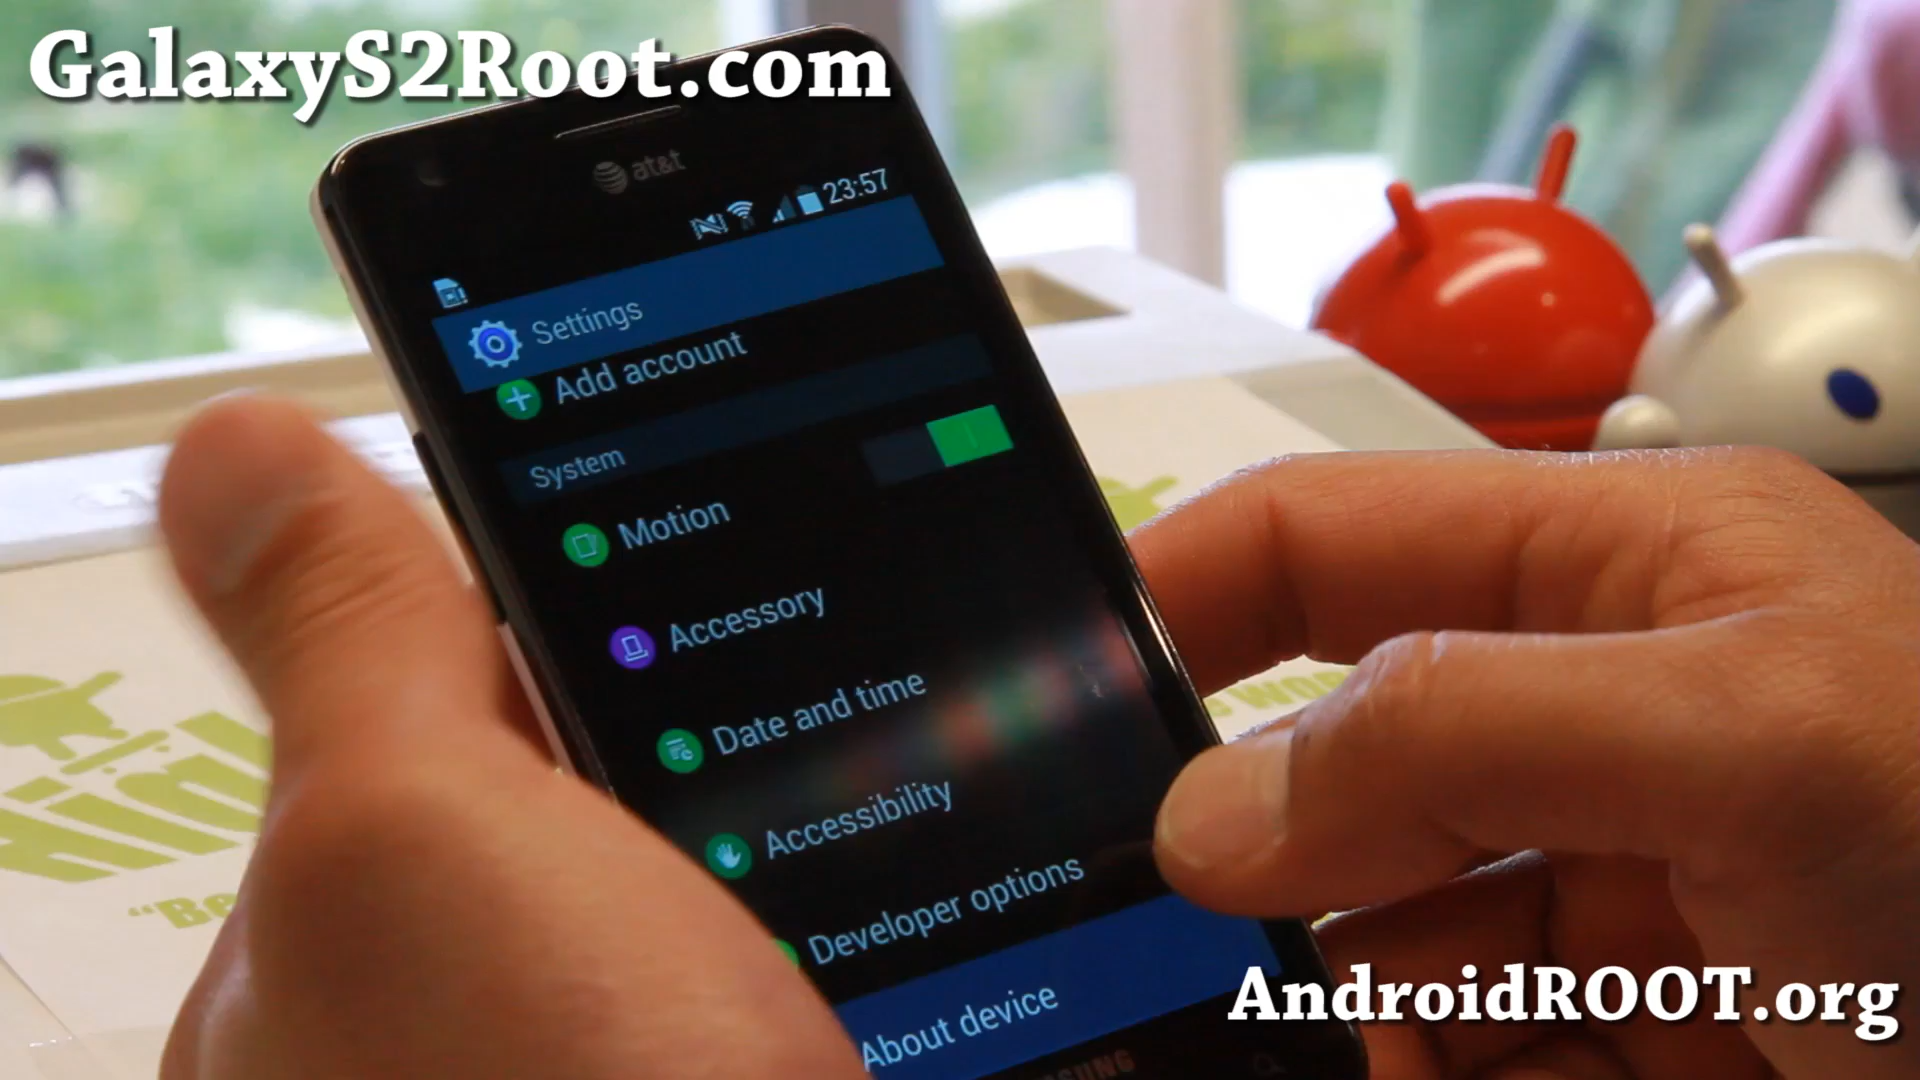 GalaxyS2Root.com
at&t
23:57
Settings
Add account
System
Motion
Accessory
Date and time
Accessibility
Developer options
About device
"Be
AndroidROOT.org